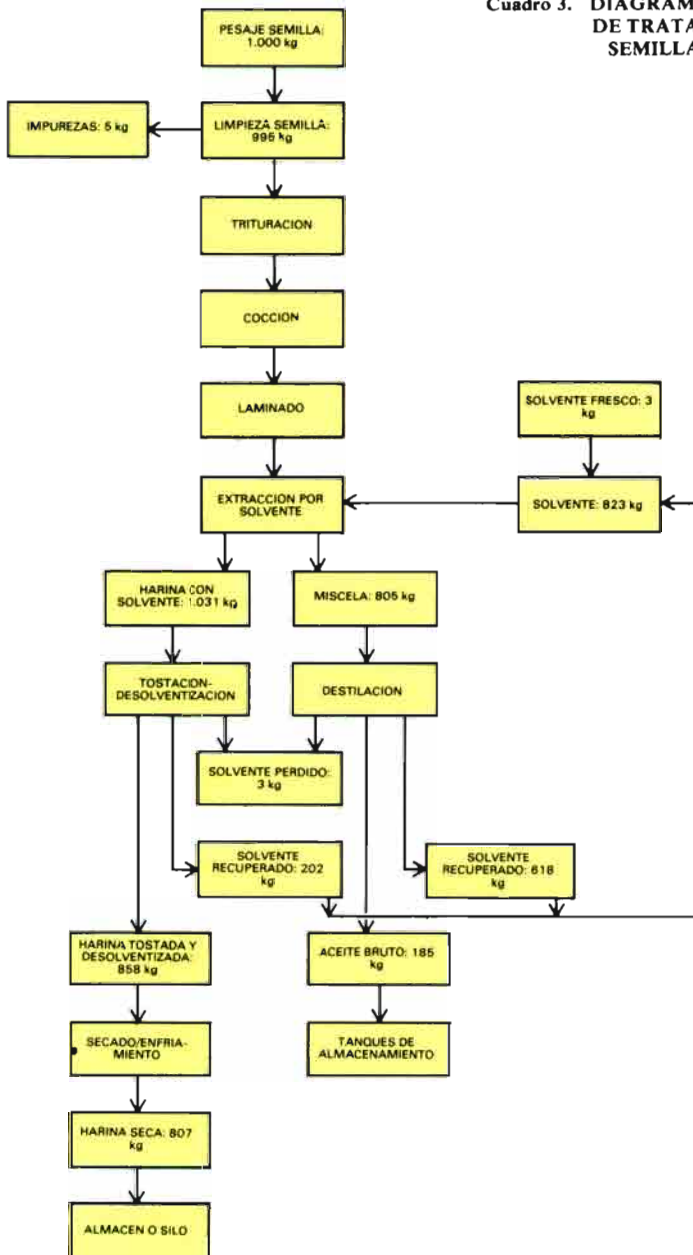 Cuadro 3. DIAGRAM
DE TRATA
SEMILLA
PESAJE SEMILLA:
1.000 kg
IMPUREZAS: 5 kg
LIMPIEZA SEMILLA:
995 kg
TRITURACION
COCCION
LAMINADO
SOLVENTE FRESCO: 3
kg
EXTRACCION POR
SOLVENTE
SOLVENTE: 823 kg
HARINA CON
SOLVENTE: 1.031 kg
MISCELA: 805 kg
TOSTACION-
DESOLVENTIZACION
DESTILACION
SOLVENTE PERDIDO:
3 kg
SOLVENTE
RECUPERADO: 202
kg
SOLVENTE
RECUPERADO: 618
kg
HARINA TOSTADA Y
DESOLVENTIZADA:
858 kg
ACEITE BRUTO: 185
kg
SECADO/ENFRIA-
MIENTO
TANQUES DE
ALMACENAMIENTO
HARINA SECA: 807
kg
ALMACEN O SILO